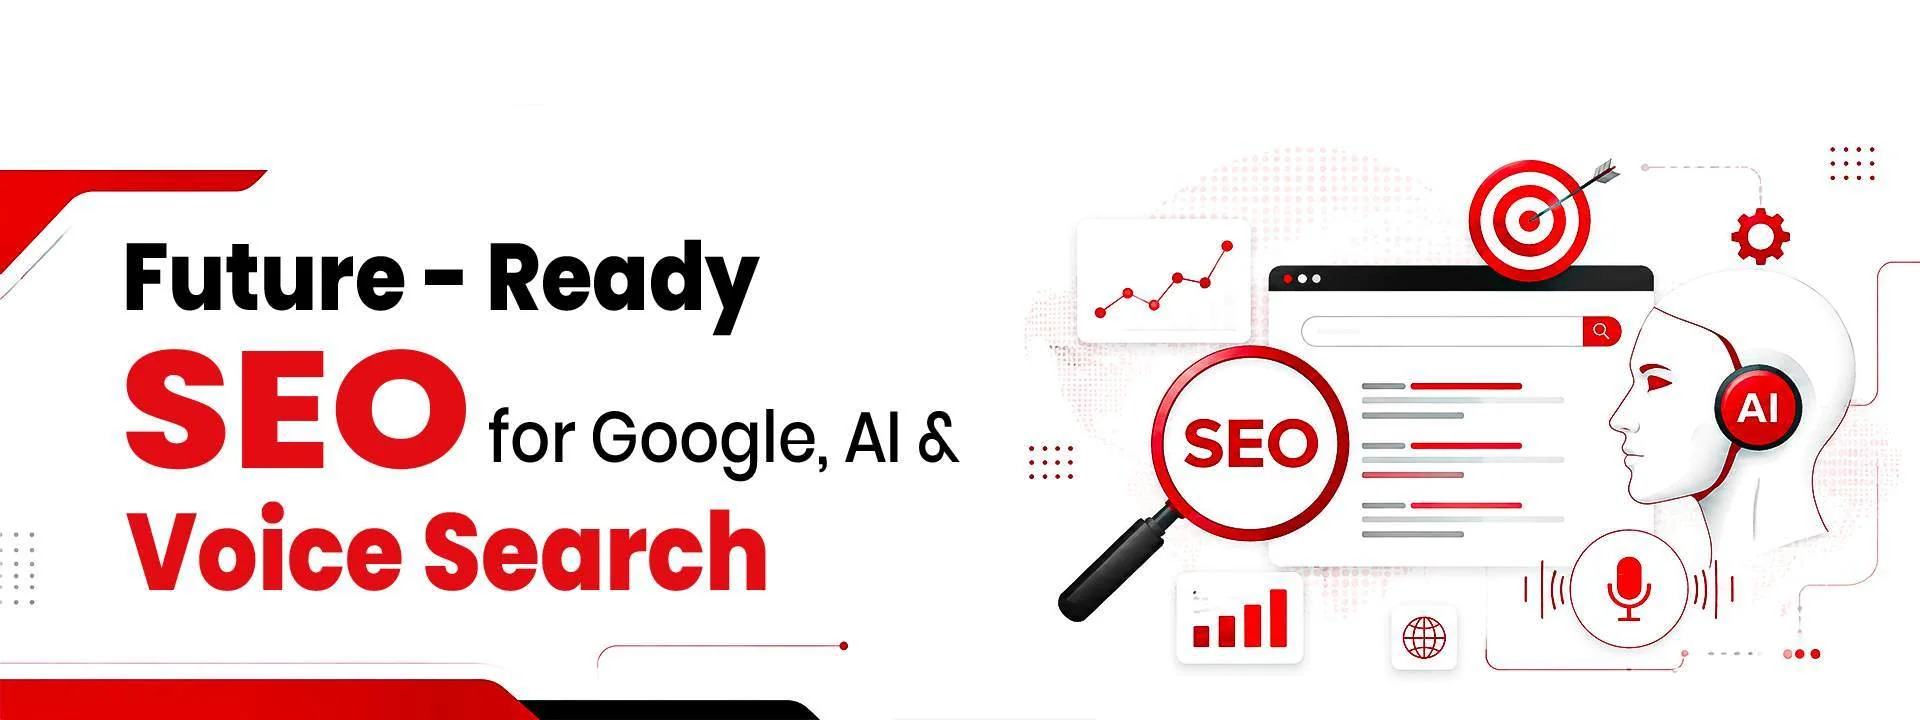 Future - Ready
SEO for Google, AI &
Voice Search
SEO
AI